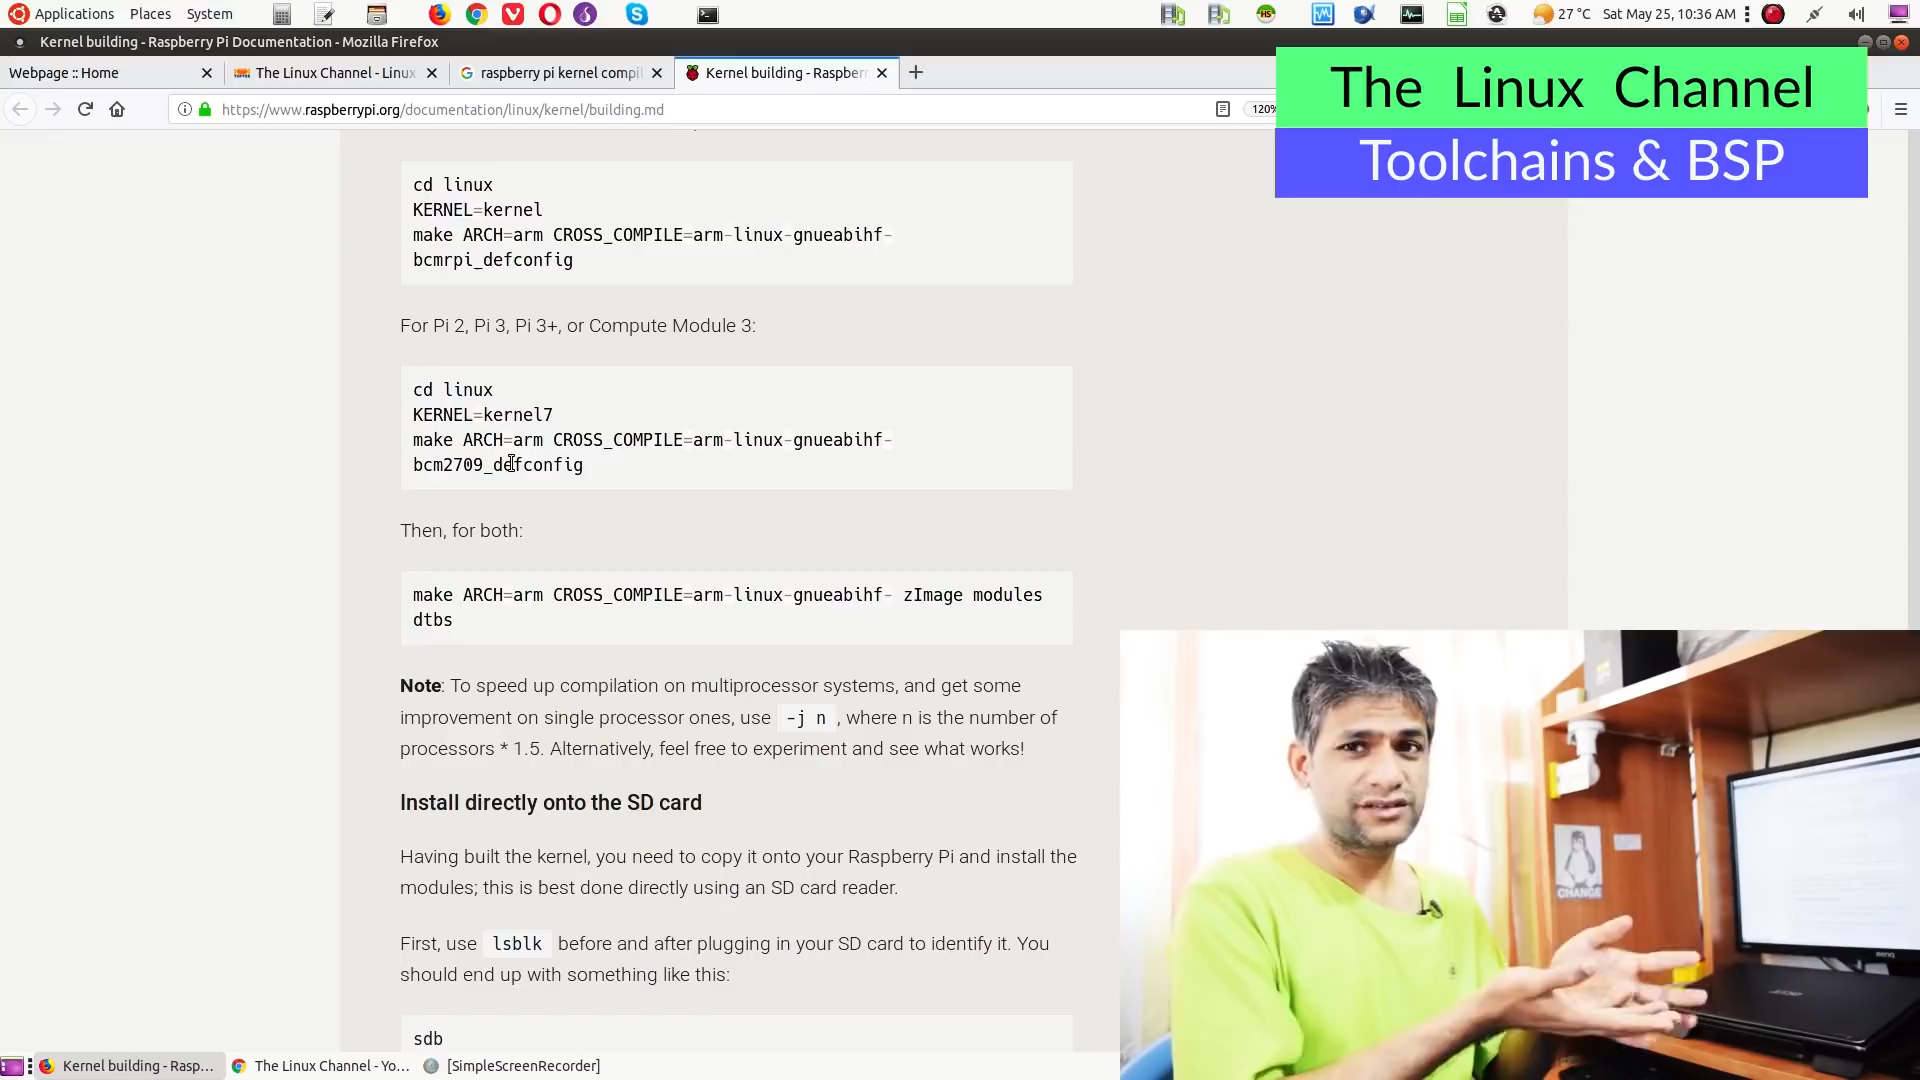 Applications Places System
27 °C Sat May 25, 10:36 AM
Kernel building - Raspberry Pi Documentation - Mozilla Firefox
Webpage :: Home
The Linux Channel - Linux
raspberry pi kernel compil
Kernel building - Raspberr
https://www.raspberrypi.org/documentation/linux/kernel/building.md
120%
The Linux Channel
Toolchains & BSP
cd linux
KERNEL=kernel
make ARCH=arm CROSS_COMPILE=arm-linux-gnueabihf-
bcmrpi_defconfig
For Pi 2, Pi 3, Pi 3+, or Compute Module 3:
cd linux
KERNEL=kernel7
make ARCH=arm CROSS_COMPILE=arm-linux-gnueabihf-
bcm2709_defconfig
Then, for both:
make ARCH=arm CROSS_COMPILE=arm-linux-gnueabihf- zImage modules
dtbs
Note: To speed up compilation on multiprocessor systems, and get some
improvement on single processor ones, use -j n , where n is the number of
processors * 1.5. Alternatively, feel free to experiment and see what works!
Install directly onto the SD card
Having built the kernel, you need to copy it onto your Raspberry Pi and install the
modules; this is best done directly using an SD card reader.
First, use lsblk before and after plugging in your SD card to identify it. You
should end up with something like this:
sdb
CHANGE
BenQ
acer
Kernel building - Rasp...
The Linux Channel - Yo...
[SimpleScreenRecorder]